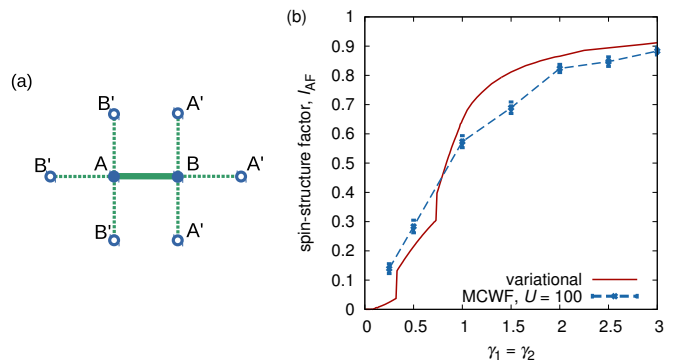 (a)
B' A'
B' A B A'
B' A'
(b)
spin-structure factor, I_AF
1
0.9
0.8
0.7
0.6
0.5
0.4
0.3
0.2
0.1
0
variational
MCWF, U = 100
0 0.5 1 1.5 2 2.5 3
γ₁ = γ₂